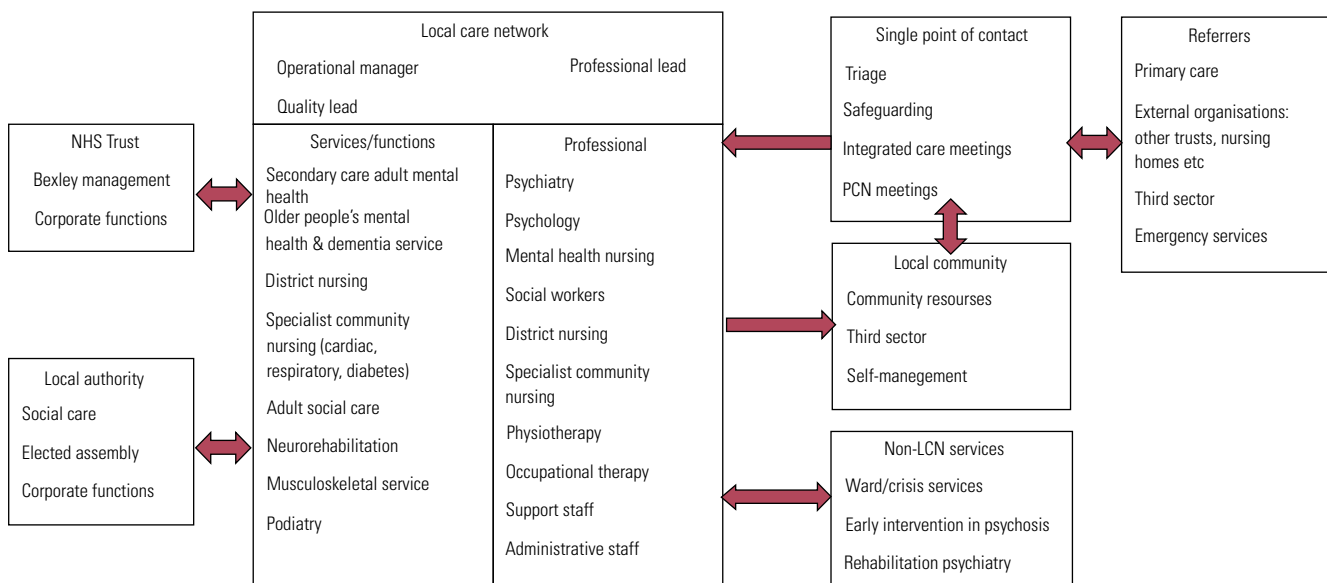 Local care network
Operational manager
Professional lead
Quality lead
NHS Trust
Bexley management
Corporate functions
Local authority
Social care
Elected assembly
Corporate functions
Services/functions
Secondary care adult mental
health
Older people's mental
health & dementia service
District nursing
Specialist community
nursing (cardiac,
respiratory, diabetes)
Adult social care
Neurorehabilitation
Musculoskeletal service
Podiatry
Professional
Psychiatry
Psychology
Mental health nursing
Social workers
District nursing
Specialist community
nursing
Physiotherapy
Occupational therapy
Support staff
Administrative staff
Single point of contact
Triage
Safeguarding
Integrated care meetings
PCN meetings
Referrers
Primary care
External organisations:
other trusts, nursing
homes etc
Third sector
Emergency services
Local community
Community resourses
Third sector
Self-manegement
Non-LCN services
Ward/crisis services
Early intervention in psychosis
Rehabilitation psychiatry